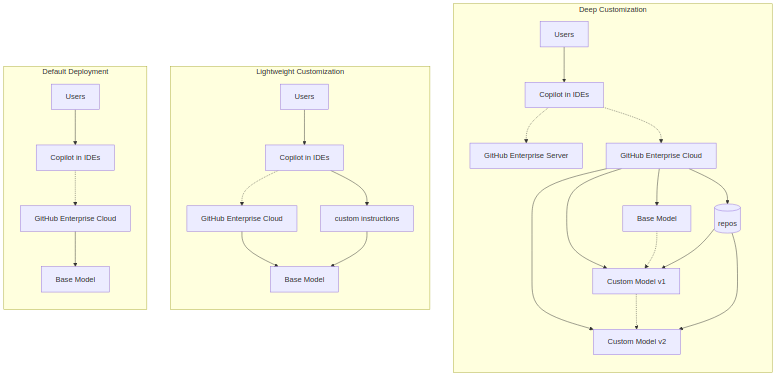 Default Deployment
Users
Copilot in IDEs
GitHub Enterprise Cloud
Base Model
Lightweight Customization
Users
Copilot in IDEs
GitHub Enterprise Cloud
custom instructions
Base Model
Deep Customization
Users
Copilot in IDEs
GitHub Enterprise Server
GitHub Enterprise Cloud
Base Model
repos
Custom Model v1
Custom Model v2